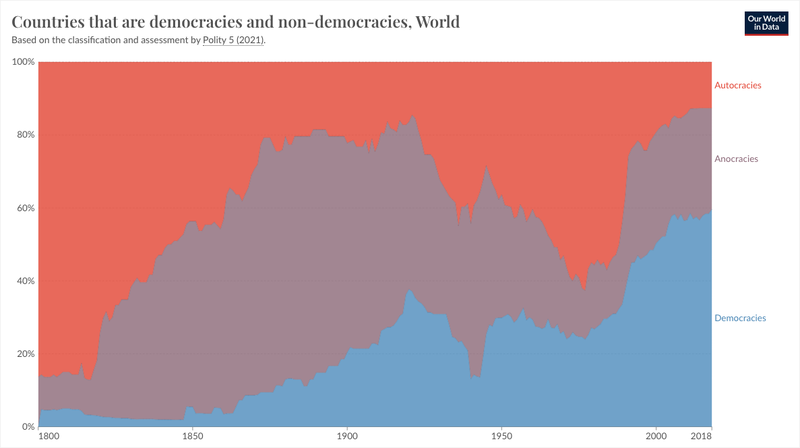 Countries that are democracies and non-democracies, World
Our World
in Data
Based on the classification and assessment by Polity 5 (2021).
100%
80%
60%
40%
20%
0%
Autocracies
Anocracies
Democracies
1800
1850
1900
1950
2000
2018